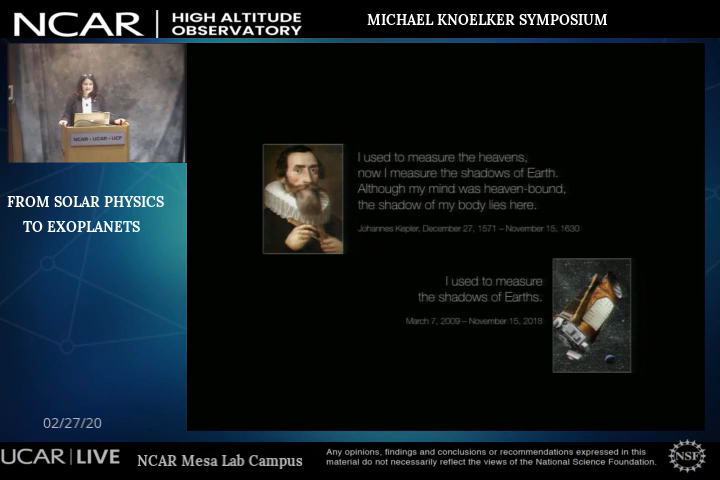 NCAR | HIGH ALTITUDE
OBSERVATORY
MICHAEL KNOELKER SYMPOSIUM
NCAR • UCAR • UCP
FROM SOLAR PHYSICS
TO EXOPLANETS
I used to measure the heavens,
now I measure the shadows of Earth.
Although my mind was heaven-bound,
the shadow of my body lies here.
Johannes Kepler, December 27, 1571 – November 15, 1630
I used to measure
the shadows of Earths.
March 7, 2009 – November 15, 2018
02/27/20
UCAR | LIVE
NCAR Mesa Lab Campus
Any opinions, findings and conclusions or recommendations expressed in this
material do not necessarily reflect the views of the National Science Foundation.
NSF